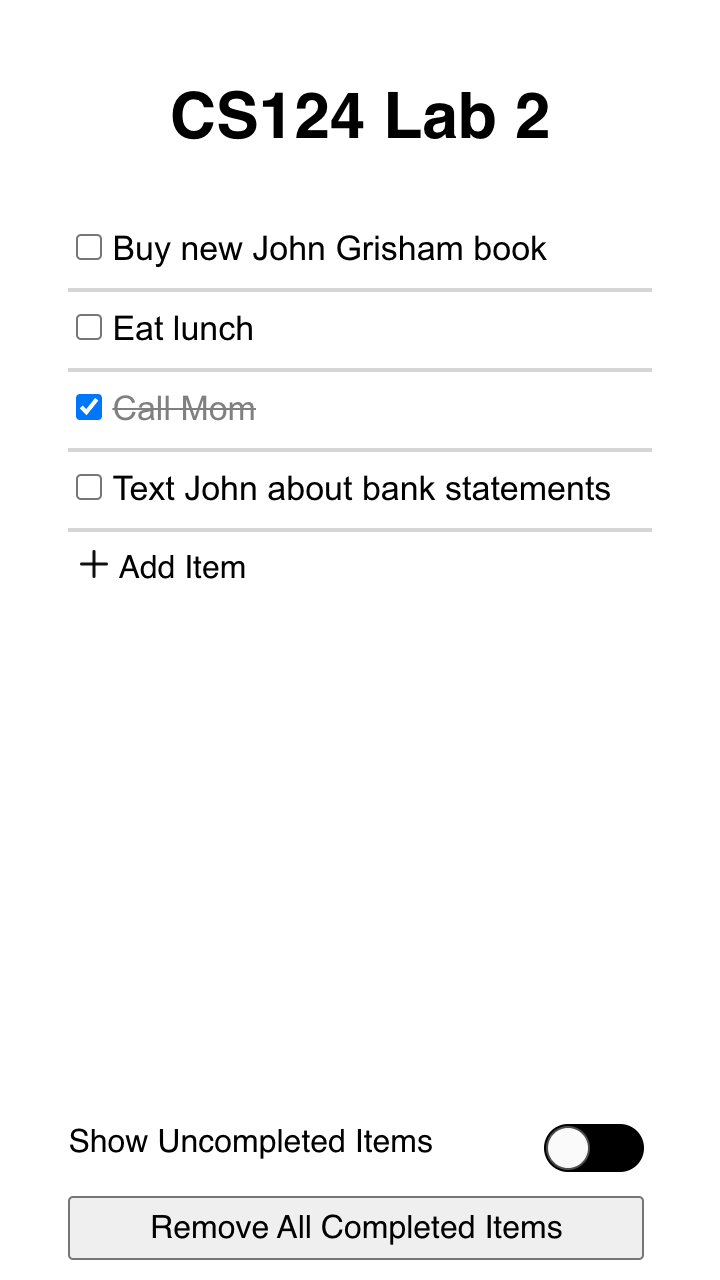 CS124 Lab 2
Buy new John Grisham book
Eat lunch
Call Mom
Text John about bank statements
Add Item
Show Uncompleted Items
Remove All Completed Items